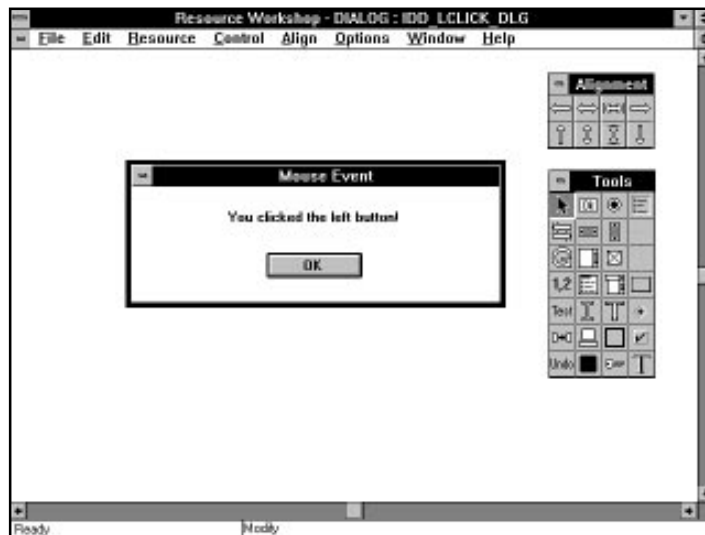 Resource Workshop - DIALOG : IDD_LCLICK_DLG
File Edit Resource Control Align Options Window Help
Alignment
Mouse Event
You clicked the left button!
OK
Tools
1,2
Test
Undo
Ready Modify